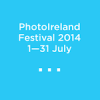 PhotoIreland
Festival 2014
1—31 July